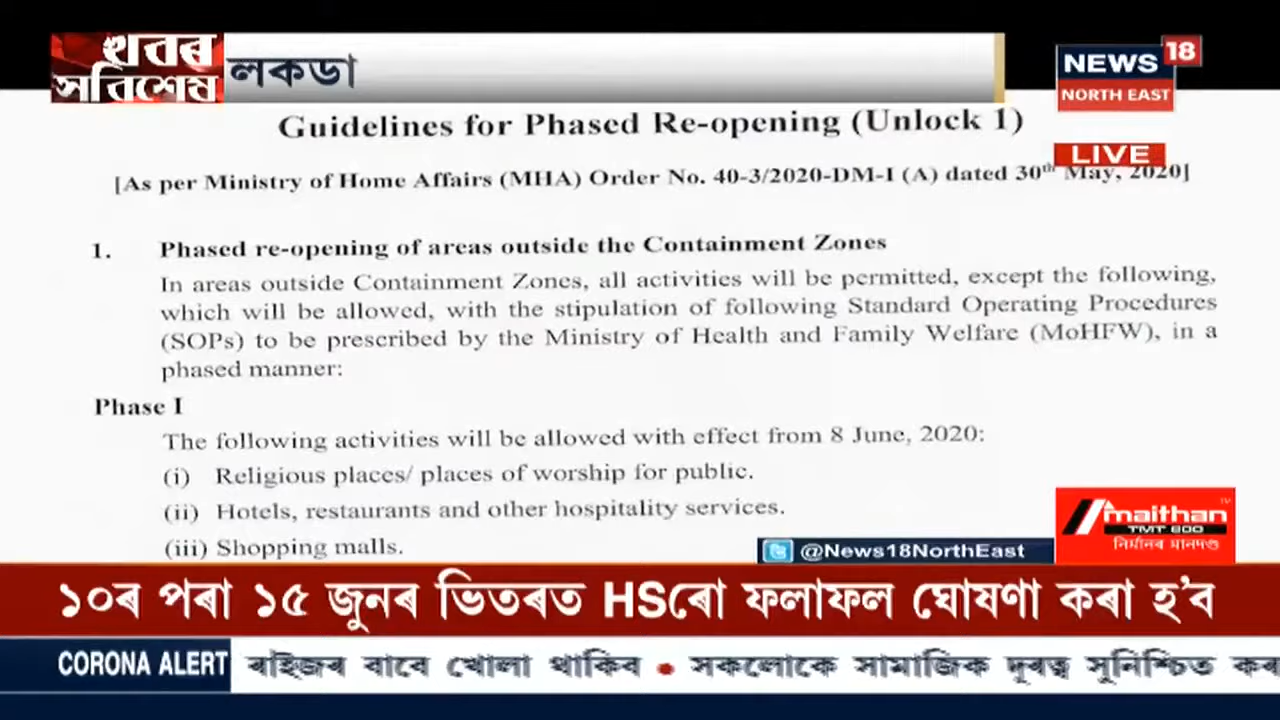 খবৰ
সবিশেষ
লকডা
NEWS 18
NORTH EAST
LIVE
Guidelines for Phased Re-opening (Unlock 1)
[As per Ministry of Home Affairs (MHA) Order No. 40-3/2020-DM-I (A) dated 30th May, 2020]
1. Phased re-opening of areas outside the Containment Zones
In areas outside Containment Zones, all activities will be permitted, except the following,
which will be allowed, with the stipulation of following Standard Operating Procedures
(SOPs) to be prescribed by the Ministry of Health and Family Welfare (MoHFW), in a
phased manner:
Phase I
The following activities will be allowed with effect from 8 June, 2020:
(i) Religious places/ places of worship for public.
(ii) Hotels, restaurants and other hospitality services.
(iii) Shopping malls.
@News18NorthEast
maithan
TMT 600
নিৰ্মানৰ মানদণ্ড
১০ৰ পৰা ১৫ জুনৰ ভিতৰত HSৰো ফলাফল ঘোষণা কৰা হ'ব
CORONA ALERT ৰাইজৰ বাবে খোলা থাকিব • সকলোকে সামাজিক দূৰত্ব সুনিশ্চিত কৰ